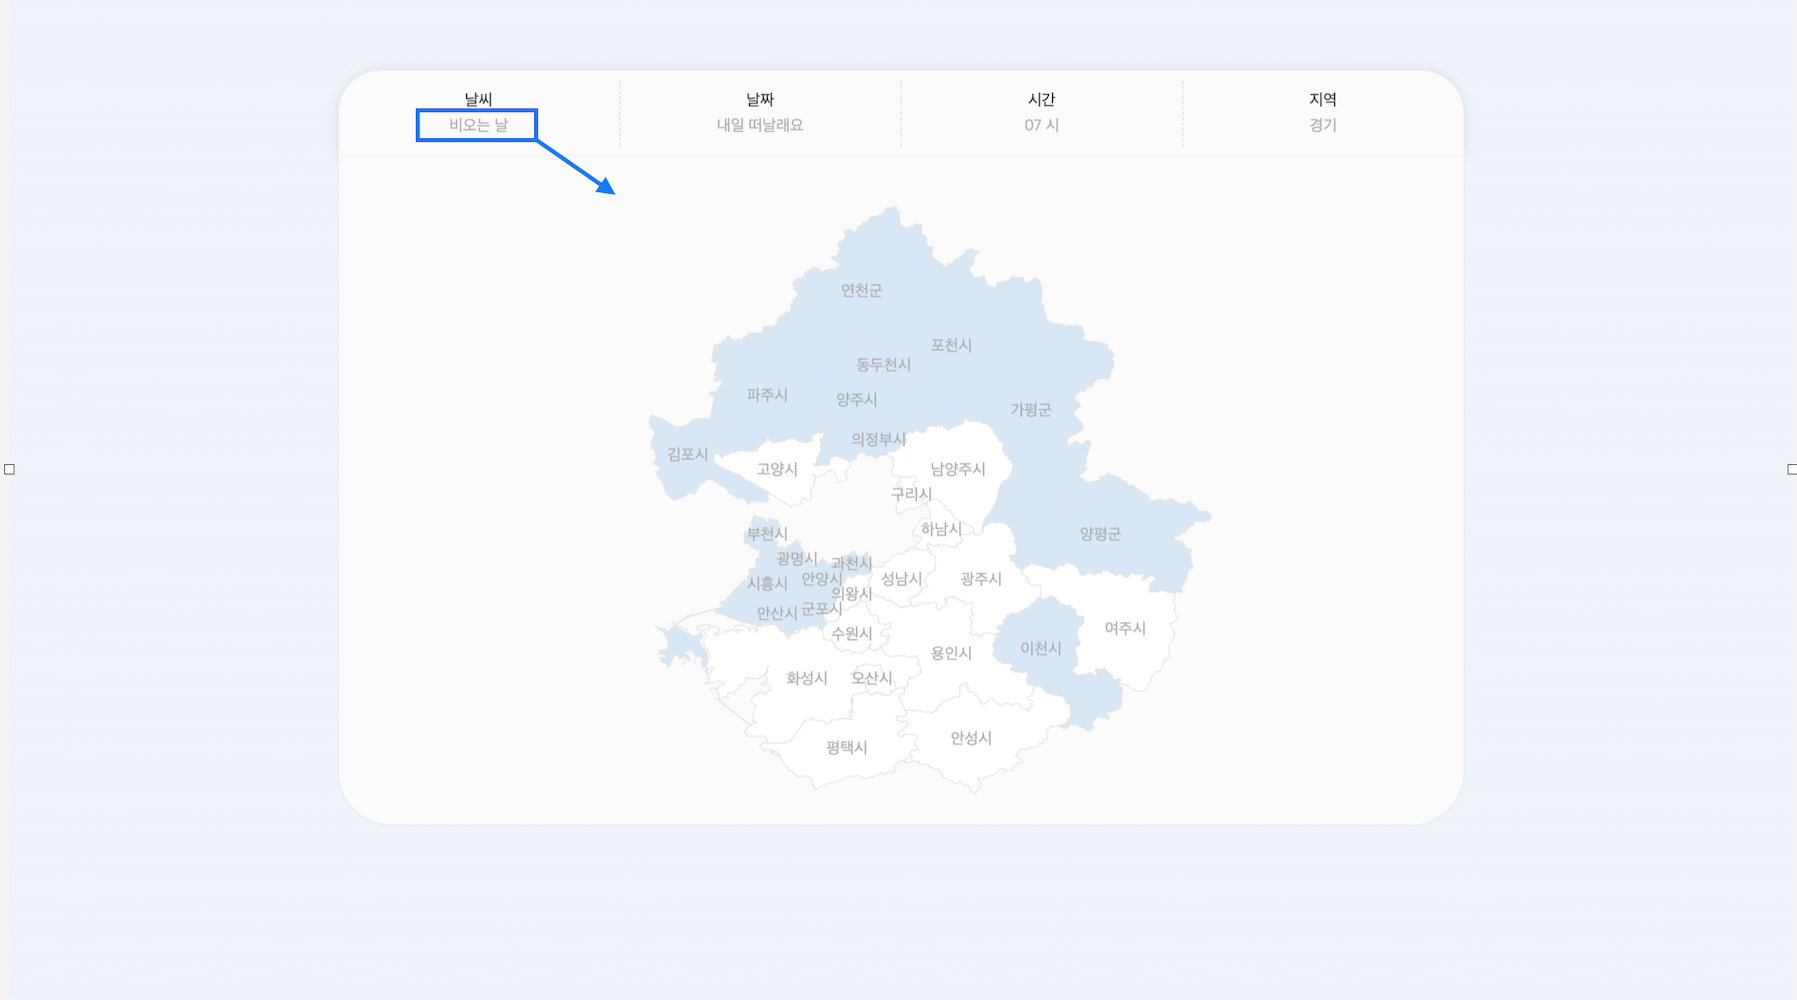 날씨
비오는 날
날짜
내일 떠날래요
시간
07 시
지역
경기
연천군
포천시
동두천시
파주시
양주시
가평군
의정부시
김포시
고양시
남양주시
구리시
하남시
부천시
양평군
광명시
과천시
시흥시
안양시
성남시
광주시
의왕시
안산시
군포시
수원시
여주시
이천시
용인시
화성시
오산시
안성시
평택시